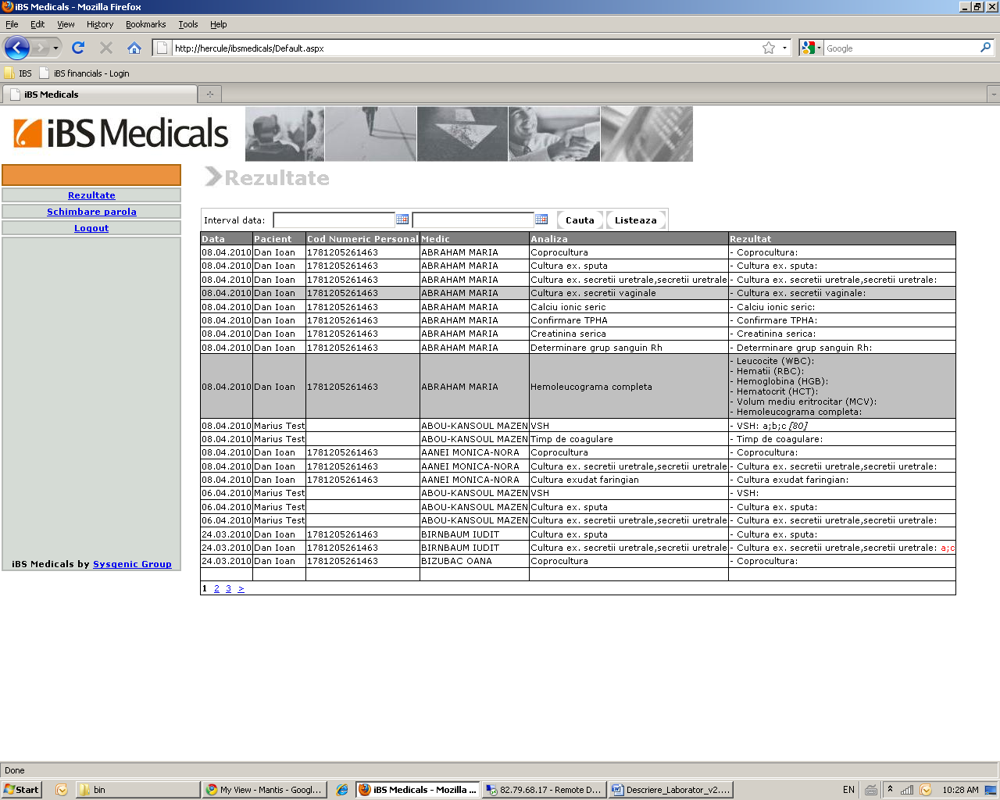 iBS Medicals - Mozilla Firefox
File Edit View History Bookmarks Tools Help
http://hercule/ibsmedicals/Default.aspx Google
IBS iBS financials - Login
iBS Medicals
iBS Medicals
Rezultate
Rezultate
Schimbare parola
Logout
Interval data: Cauta Listeaza
Data Pacient Cod Numeric Personal Medic Analiza Rezultat
08.04.2010 Dan Ioan 1781205261463 ABRAHAM MARIA Coprocultura - Coprocultura:
08.04.2010 Dan Ioan 1781205261463 ABRAHAM MARIA Cultura ex. sputa - Cultura ex. sputa:
08.04.2010 Dan Ioan 1781205261463 ABRAHAM MARIA Cultura ex. secretii uretrale,secretii uretrale - Cultura ex. secretii uretrale,secretii uretrale:
08.04.2010 Dan Ioan 1781205261463 ABRAHAM MARIA Cultura ex. secretii vaginale - Cultura ex. secretii vaginale:
08.04.2010 Dan Ioan 1781205261463 ABRAHAM MARIA Calciu ionic seric - Calciu ionic seric:
08.04.2010 Dan Ioan 1781205261463 ABRAHAM MARIA Confirmare TPHA - Confirmare TPHA:
08.04.2010 Dan Ioan 1781205261463 ABRAHAM MARIA Creatinina serica - Creatinina serica:
08.04.2010 Dan Ioan 1781205261463 ABRAHAM MARIA Determinare grup sanguin Rh - Determinare grup sanguin Rh:
08.04.2010 Dan Ioan 1781205261463 ABRAHAM MARIA Hemoleucograma completa
- Leucocite (WBC):
- Hematii (RBC):
- Hemoglobina (HGB):
- Hematocrit (HCT):
- Volum mediu eritrocitar (MCV):
- Hemoleucograma completa:
08.04.2010 Marius Test ABOU-KANSOUL MAZEN VSH - VSH: a;b;c [80]
08.04.2010 Marius Test ABOU-KANSOUL MAZEN Timp de coagulare - Timp de coagulare:
08.04.2010 Dan Ioan 1781205261463 AANEI MONICA-NORA Coprocultura - Coprocultura:
08.04.2010 Dan Ioan 1781205261463 AANEI MONICA-NORA Cultura ex. secretii uretrale,secretii uretrale - Cultura ex. secretii uretrale,secretii uretrale:
08.04.2010 Dan Ioan 1781205261463 AANEI MONICA-NORA Cultura exudat faringian - Cultura exudat faringian:
06.04.2010 Marius Test ABOU-KANSOUL MAZEN VSH - VSH:
06.04.2010 Marius Test ABOU-KANSOUL MAZEN Cultura ex. sputa - Cultura ex. sputa:
06.04.2010 Marius Test ABOU-KANSOUL MAZEN Cultura ex. secretii uretrale,secretii uretrale - Cultura ex. secretii uretrale,secretii uretrale:
24.03.2010 Dan Ioan 1781205261463 BIRNBAUM IUDIT Cultura ex. sputa - Cultura ex. sputa:
24.03.2010 Dan Ioan 1781205261463 BIRNBAUM IUDIT Cultura ex. secretii uretrale,secretii uretrale - Cultura ex. secretii uretrale,secretii uretrale: a;c
24.03.2010 Dan Ioan 1781205261463 BIZUBAC OANA Coprocultura - Coprocultura:
iBS Medicals by Sysgenic Group
1 2 3 >
Done
Start bin My View - Mantis - Googl... iBS Medicals - Mozilla ... 82.79.68.17 - Remote D... Descriere_Laborator_v2.... EN 10:28 AM